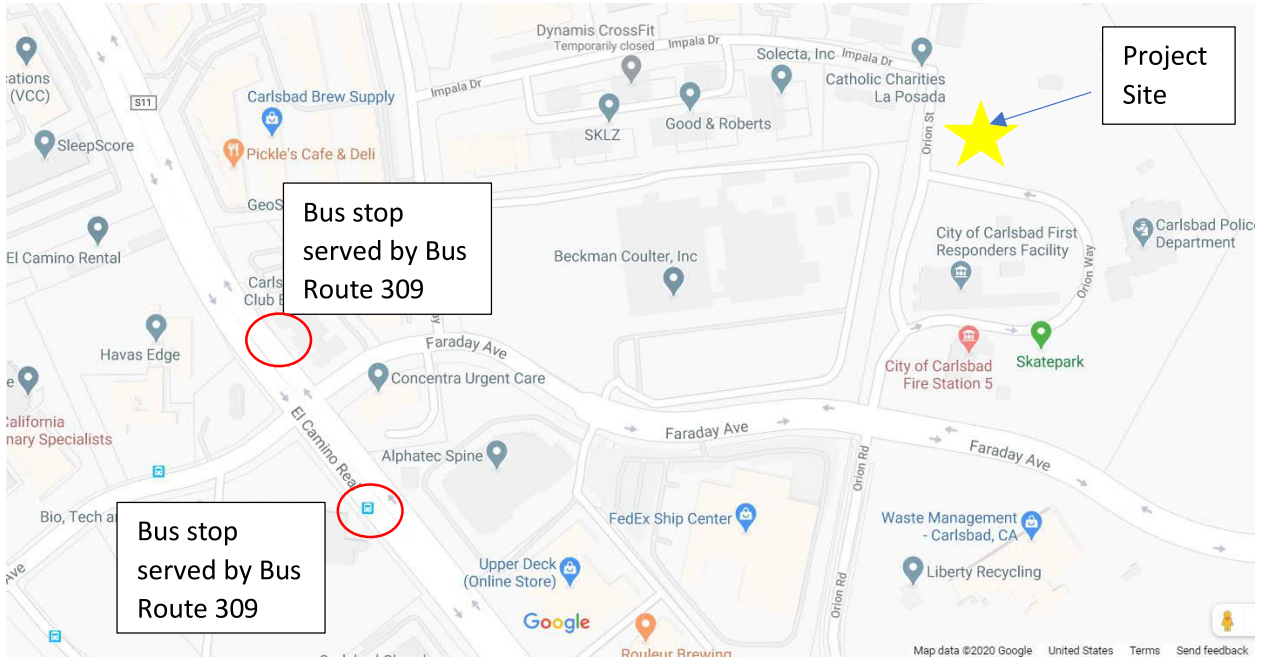 Dynamis CrossFit
Temporarily closed
Impala Dr
Solecta, Inc
Impala Dr
Project
Site
(VCC)
S11
Carlsbad Brew Supply
Impala Dr
Catholic Charities
La Posada
SKLZ
Good & Roberts
Orion St
SleepScore
Pickle's Cafe & Deli
Bus stop
served by Bus
Route 309
El Camino Rental
Beckman Coulter, Inc
City of Carlsbad First
Responders Facility
Carlsbad Police
Department
Orion Way
Club
Havas Edge
Faraday Ave
Concentra Urgent Care
City of Carlsbad
Fire Station 5
Skatepark
El Camino Real
Faraday Ave
Faraday Ave
Alphatec Spine
Orion Rd
Bio, Tech
Bus stop
served by Bus
Route 309
FedEx Ship Center
Waste Management
- Carlsbad, CA
Upper Deck
(Online Store)
Liberty Recycling
Orion Rd
Google
Rouleur Brewing
Map data ©2020 Google United States Terms Send feedback